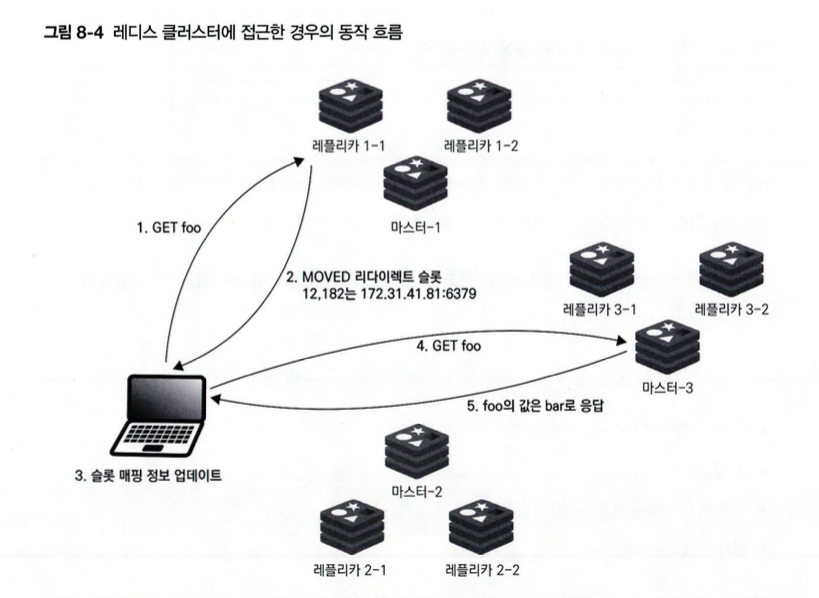 그림 8-4 레디스 클러스터에 접근한 경우의 동작 흐름
레플리카 1-1
레플리카 1-2
1. GET foo
마스터-1
2. MOVED 리다이렉트 슬롯
12,182는 172.31.41.81:6379
레플리카 3-1
레플리카 3-2
4. GET foo
마스터-3
5. foo의 값은 bar로 응답
3. 슬롯 매핑 정보 업데이트
마스터-2
레플리카 2-1
레플리카 2-2